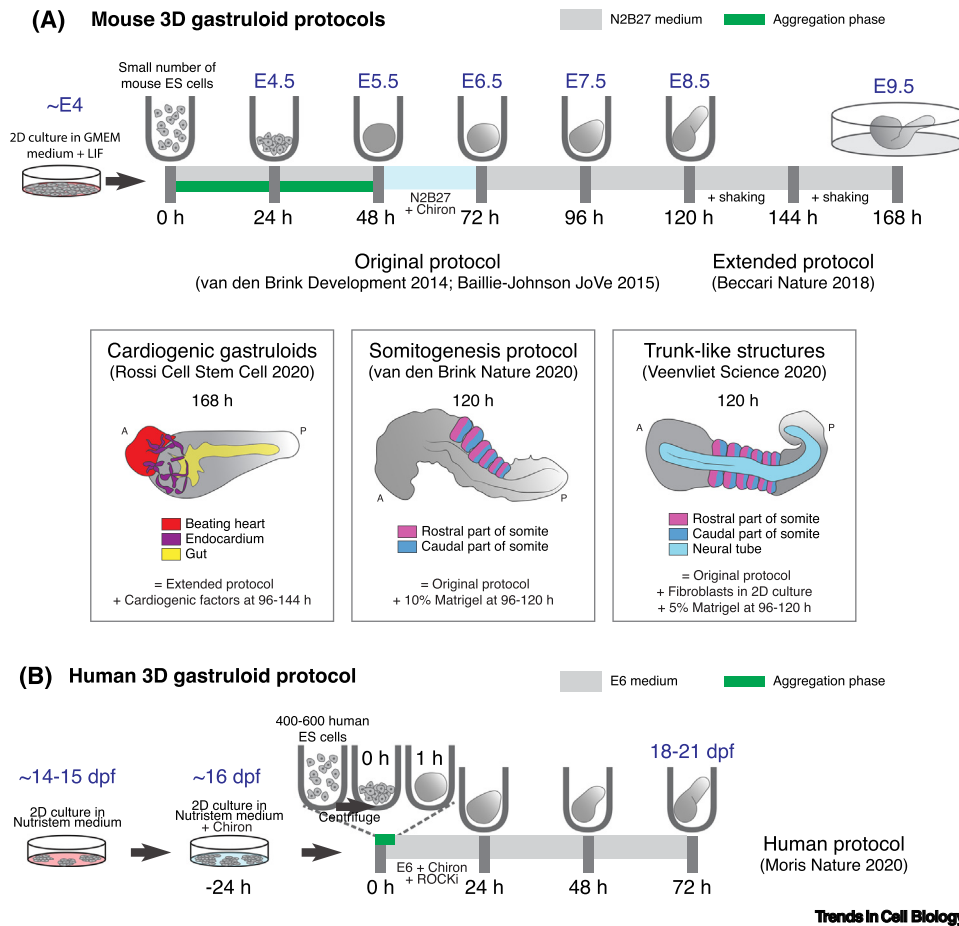 (A) Mouse 3D gastruloid protocols
N2B27 medium
Aggregation phase
~E4
2D culture in GMEM
medium + LIF
Small number of
mouse ES cells
E4.5
E5.5
E6.5
E7.5
E8.5
E9.5
N2B27
+ Chiron
+ shaking
+ shaking
0 h
24 h
48 h
72 h
96 h
120 h
144 h
168 h
Original protocol
(van den Brink Development 2014; Baillie-Johnson JoVe 2015)
Extended protocol
(Beccari Nature 2018)
Cardiogenic gastruloids
(Rossi Cell Stem Cell 2020)
168 h
A
P
Beating heart
Endocardium
Gut
= Extended protocol
+ Cardiogenic factors at 96-144 h
Somitogenesis protocol
(van den Brink Nature 2020)
120 h
A
P
Rostral part of somite
Caudal part of somite
= Original protocol
+ 10% Matrigel at 96-120 h
Trunk-like structures
(Veenvliet Science 2020)
120 h
A
P
Rostral part of somite
Caudal part of somite
Neural tube
= Original protocol
+ Fibroblasts in 2D culture
+ 5% Matrigel at 96-120 h
(B) Human 3D gastruloid protocol
E6 medium
Aggregation phase
~14-15 dpf
2D culture in
Nutristem medium
~16 dpf
2D culture in
Nutristem medium
+ Chiron
-24 h
400-600 human
ES cells
0 h
1 h
Centrifuge
18-21 dpf
E6 + Chiron
+ ROCKi
0 h
24 h
48 h
72 h
Human protocol
(Moris Nature 2020)
Trends in Cell Biology